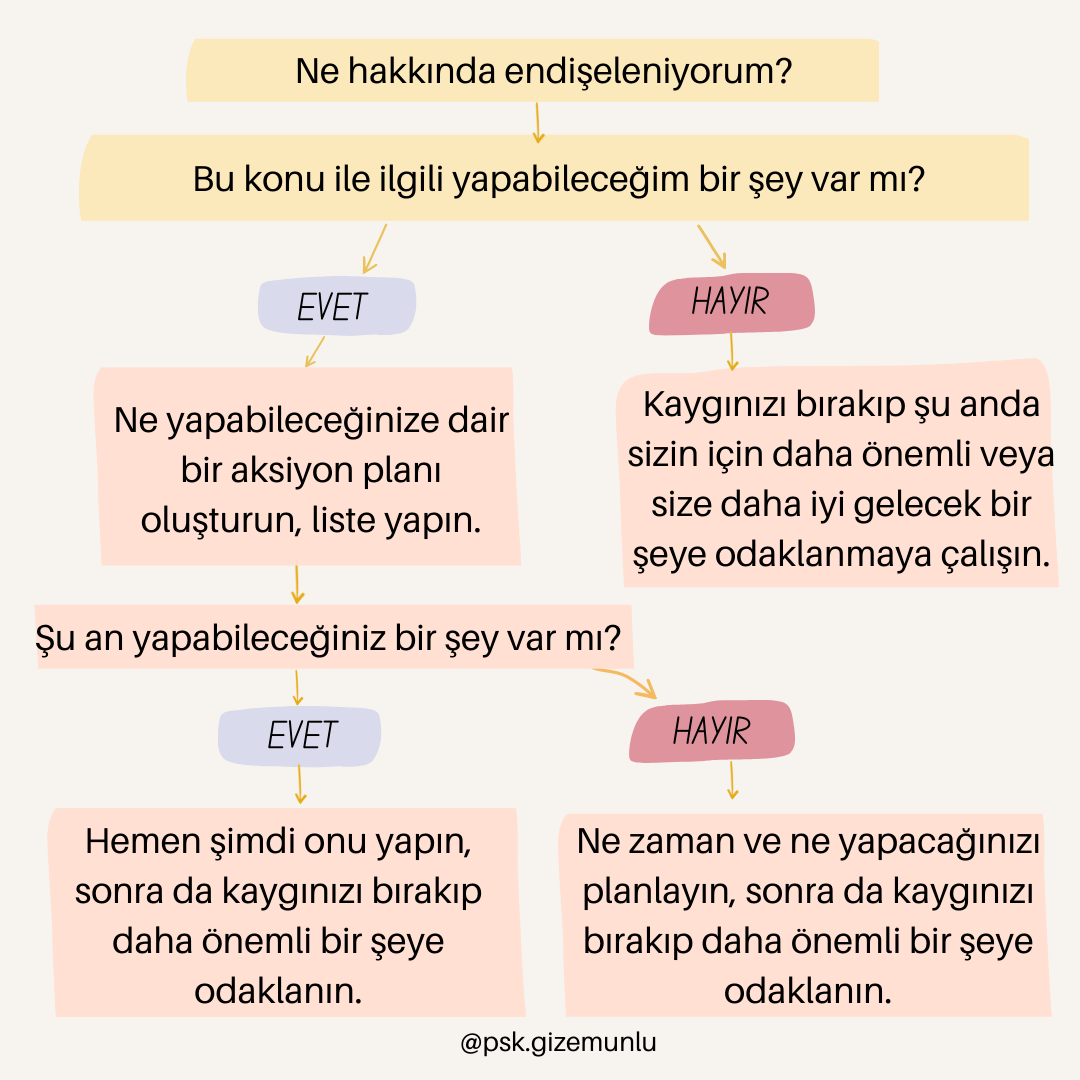 Ne hakkında endişeleniyorum?
Bu konu ile ilgili yapabileceğim bir şey var mı?
EVET
HAYIR
Ne yapabileceğinize dair
bir aksiyon planı
oluşturun, liste yapın.
Kaygınızı bırakıp şu anda
sizin için daha önemli veya
size daha iyi gelecek bir
şeye odaklanmaya çalışın.
Şu an yapabileceğiniz bir şey var mı?
EVET
HAYIR
Hemen şimdi onu yapın,
sonra da kaygınızı bırakıp
daha önemli bir şeye
odaklanın.
Ne zaman ve ne yapacağınızı
planlayın, sonra da kaygınızı
bırakıp daha önemli bir şeye
odaklanın.
@psk.gizemunlu